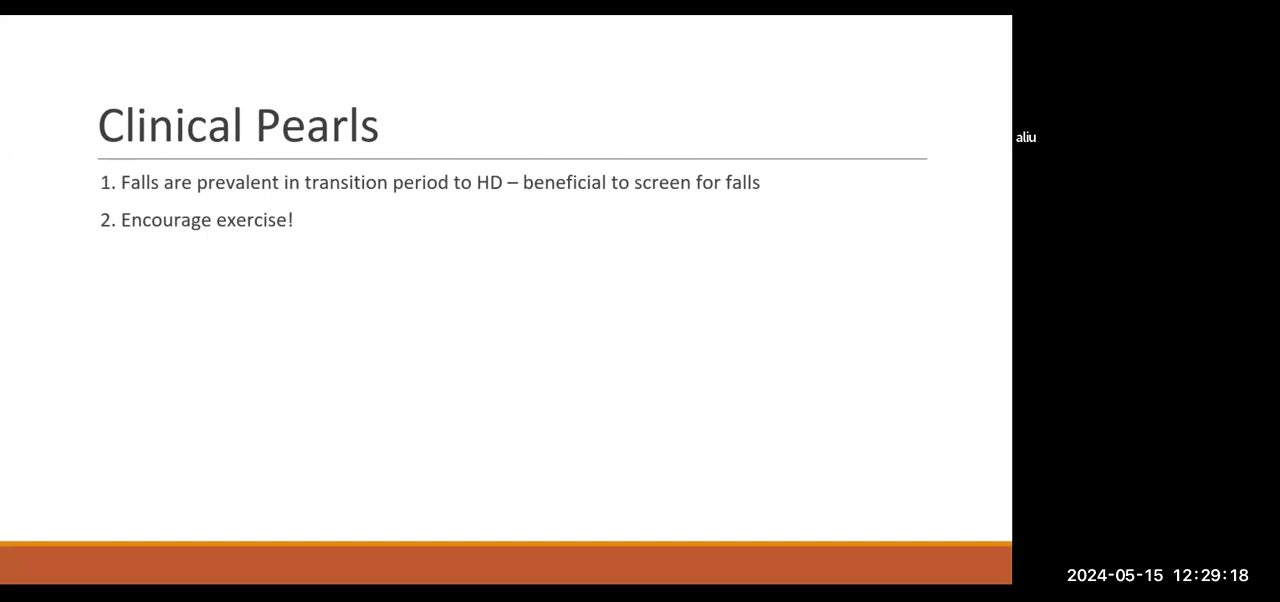 Clinical Pearls
1. Falls are prevalent in transition period to HD – beneficial to screen for falls
2. Encourage exercise!
aliu
2024-05-15 12:29:18